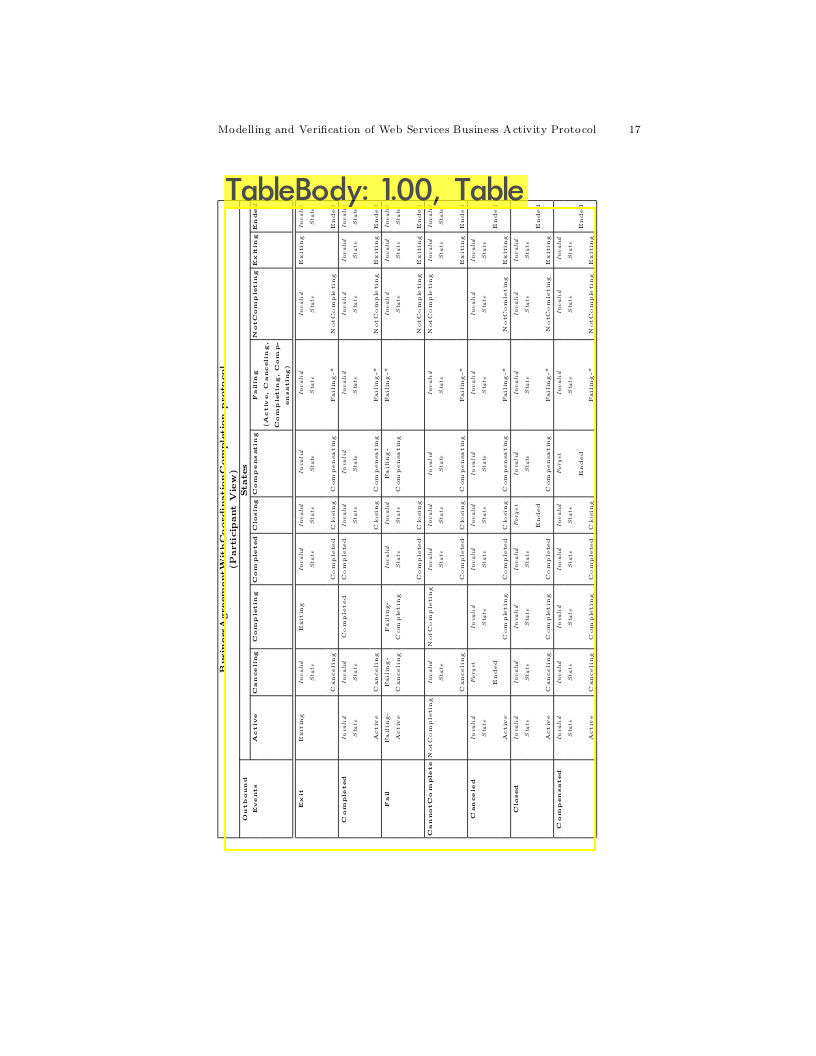 Modelling and Verification of Web Services Business Activity Protocol 17
TableBody: 1.00, Table
BusinessAgreementWithCoordinationCompletion protocol
(Participant View)
Outbound States
Events Active Canceling Completing Completed Closing Compensating Failing NotCompleting Exiting Ended
(Active, Canceling,
Completing, Comp-
ensating)
Exit Exiting Invalid Exiting Invalid Invalid Invalid Invalid Invalid Exiting Invalid
State State State State State State State
Canceling Completed Closing Compensating Failing-* NotCompleting Ended
Completed Invalid Invalid Completed Completed Invalid Invalid Invalid Invalid Invalid Invalid
State State State State State State State State
Active Canceling Closing Compensating Failing-* NotCompleting Exiting Ended
Fail Failing- Failing- Failing- Invalid Invalid Failing- Failing-* Invalid Invalid Invalid
Active Canceling Completing State State Compensating State State State
Completed Closing NotCompleting Exiting Ended
CannotComplete NotCompleting Invalid NotCompleting Invalid Invalid Invalid Invalid NotCompleting Invalid Invalid
State State State State State State State
Canceling Completed Closing Compensating Failing-* Exiting Ended
Canceled Invalid Forget Invalid Invalid Invalid Invalid Invalid Invalid Invalid
State State State State State State State State
Ended Ended
Active Completing Completed Closing Compensating Failing-* NotComleting Exiting
Closed Invalid Invalid Invalid Invalid Forget Invalid Invalid Invalid Invalid
State State State State State State State State
Ended Ended
Active Canceling Completing Completed Compensating Failing-* NotComleting Exiting
Compensated Invalid Invalid Invalid Invalid Invalid Forget Invalid Invalid Invalid
State State State State State State State State
Ended Ended
Active Canceling Completing Completed Closing Failing-* NotCompleting Exiting